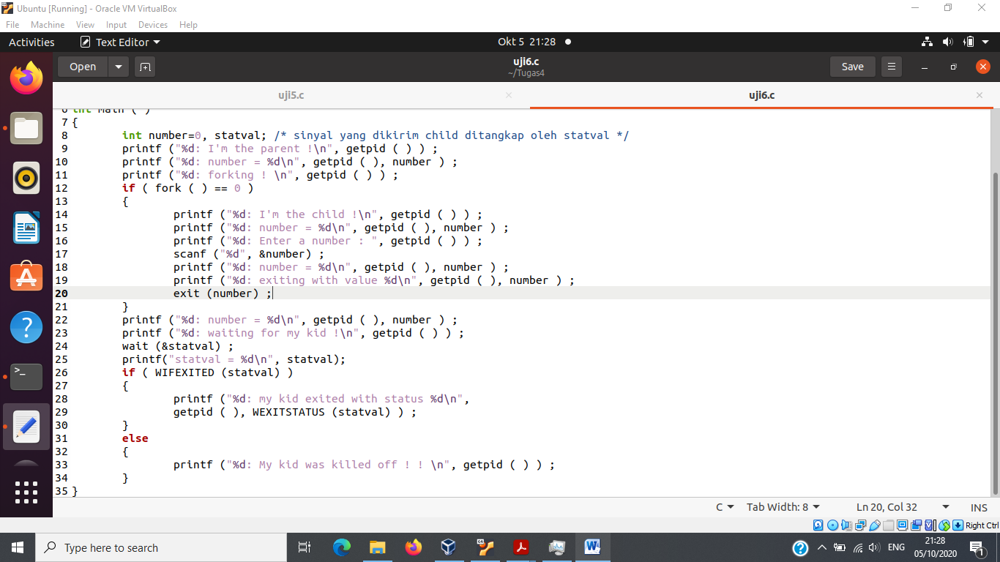 Ubuntu [Running] - Oracle VM VirtualBox
File Machine View Input Devices Help
Activities Text Editor Okt 5 21:28
Open uji6.c Save
~/Tugas4
uji5.c uji6.c
7 {
8 int number=0, statval; /* sinyal yang dikirim child ditangkap oleh statval */
9 printf ("%d: I'm the parent !\n", getpid ( ) ) ;
10 printf ("%d: number = %d\n", getpid ( ), number ) ;
11 printf ("%d: forking ! \n", getpid ( ) ) ;
12 if ( fork ( ) == 0 )
13 {
14 printf ("%d: I'm the child !\n", getpid ( ) ) ;
15 printf ("%d: number = %d\n", getpid ( ), number ) ;
16 printf ("%d: Enter a number : ", getpid ( ) ) ;
17 scanf ("%d", &number) ;
18 printf ("%d: number = %d\n", getpid ( ), number ) ;
19 printf ("%d: exiting with value %d\n", getpid ( ), number ) ;
20 exit (number) ;
21 }
22 printf ("%d: number = %d\n", getpid ( ), number ) ;
23 printf ("%d: waiting for my kid !\n", getpid ( ) ) ;
24 wait (&statval) ;
25 printf("statval = %d\n", statval);
26 if ( WIFEXITED (statval) )
27 {
28 printf ("%d: my kid exited with status %d\n",
29 getpid ( ), WEXITSTATUS (statval) ) ;
30 }
31 else
32 {
33 printf ("%d: My kid was killed off ! ! \n", getpid ( ) ) ;
34 }
35 }
C Tab Width: 8 Ln 20, Col 32 INS
Right Ctrl
Type here to search
ENG 21:28
05/10/2020